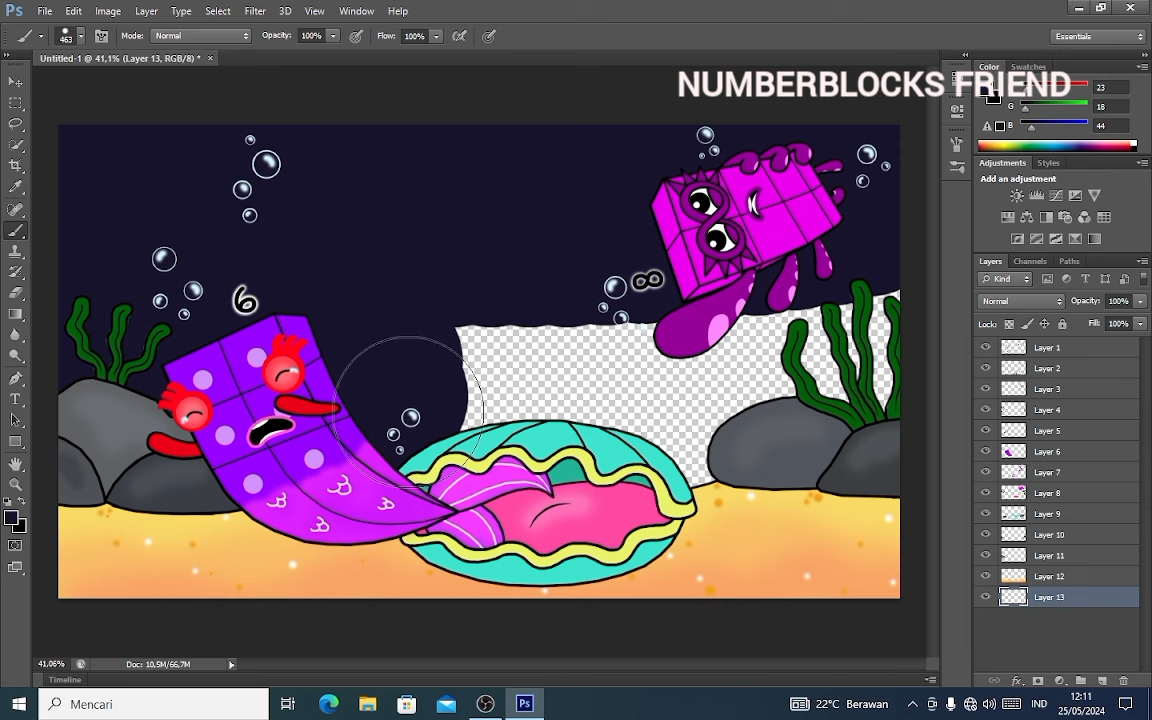 Ps File Edit Image Layer Type Select Filter 3D View Window Help
463 Mode: Normal Opacity: 100% Flow: 100% Essentials
Untitled-1 @ 41,1% (Layer 13, RGB/8) *
NUMBERBLOCKS FRIEND
Color Swatches
23
G 18
B 44
Adjustments Styles
Add an adjustment
Layers Channels Paths
Kind
Normal Opacity: 100%
Lock: Fill: 100%
Layer 1
Layer 2
Layer 3
Layer 4
Layer 5
Layer 6
Layer 7
Layer 8
Layer 9
Layer 10
Layer 11
Layer 12
Layer 13
6
∞
41,06% Doc: 10,5M/66,7M
Timeline
Mencari
Ps
22°C Berawan
IND
12:11
25/05/2024